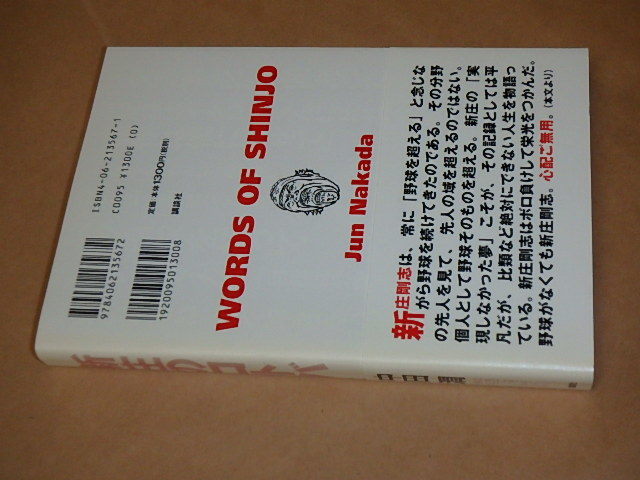 ISBN4-06-213567-1
C0095 ¥1300E (0)
定価:本体1300円(税別)
講談社
9784062135672
1920095013008
WORDS OF SHINJO
Jun Nakada
新庄剛志は、常に「野球を超える」と念じな
がら野球を続けてきたのである。その分野
の先人を見て、先人の域を超えるのではない。
個人として野球そのものを超える。新庄の「実
現しなかった夢」こそが、その記録としては平
凡だが、比類など絶対にできない人生を物語っ
ている。新庄剛志はボロ負けして栄光をつかんだ。
野球がなくても新庄剛志。心配ご無用。(本文より)